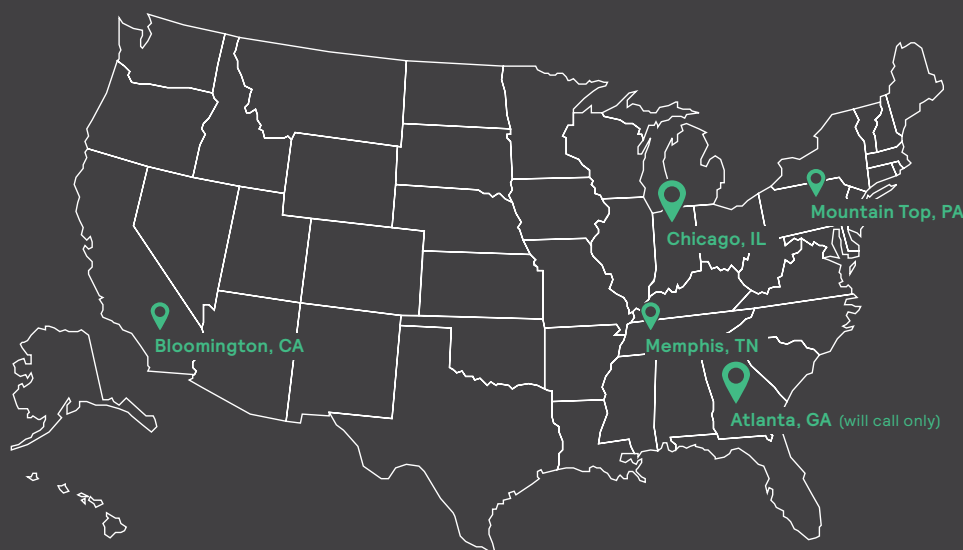 Mountain Top, PA
Chicago, IL
Bloomington, CA
Memphis, TN
Atlanta, GA (will call only)